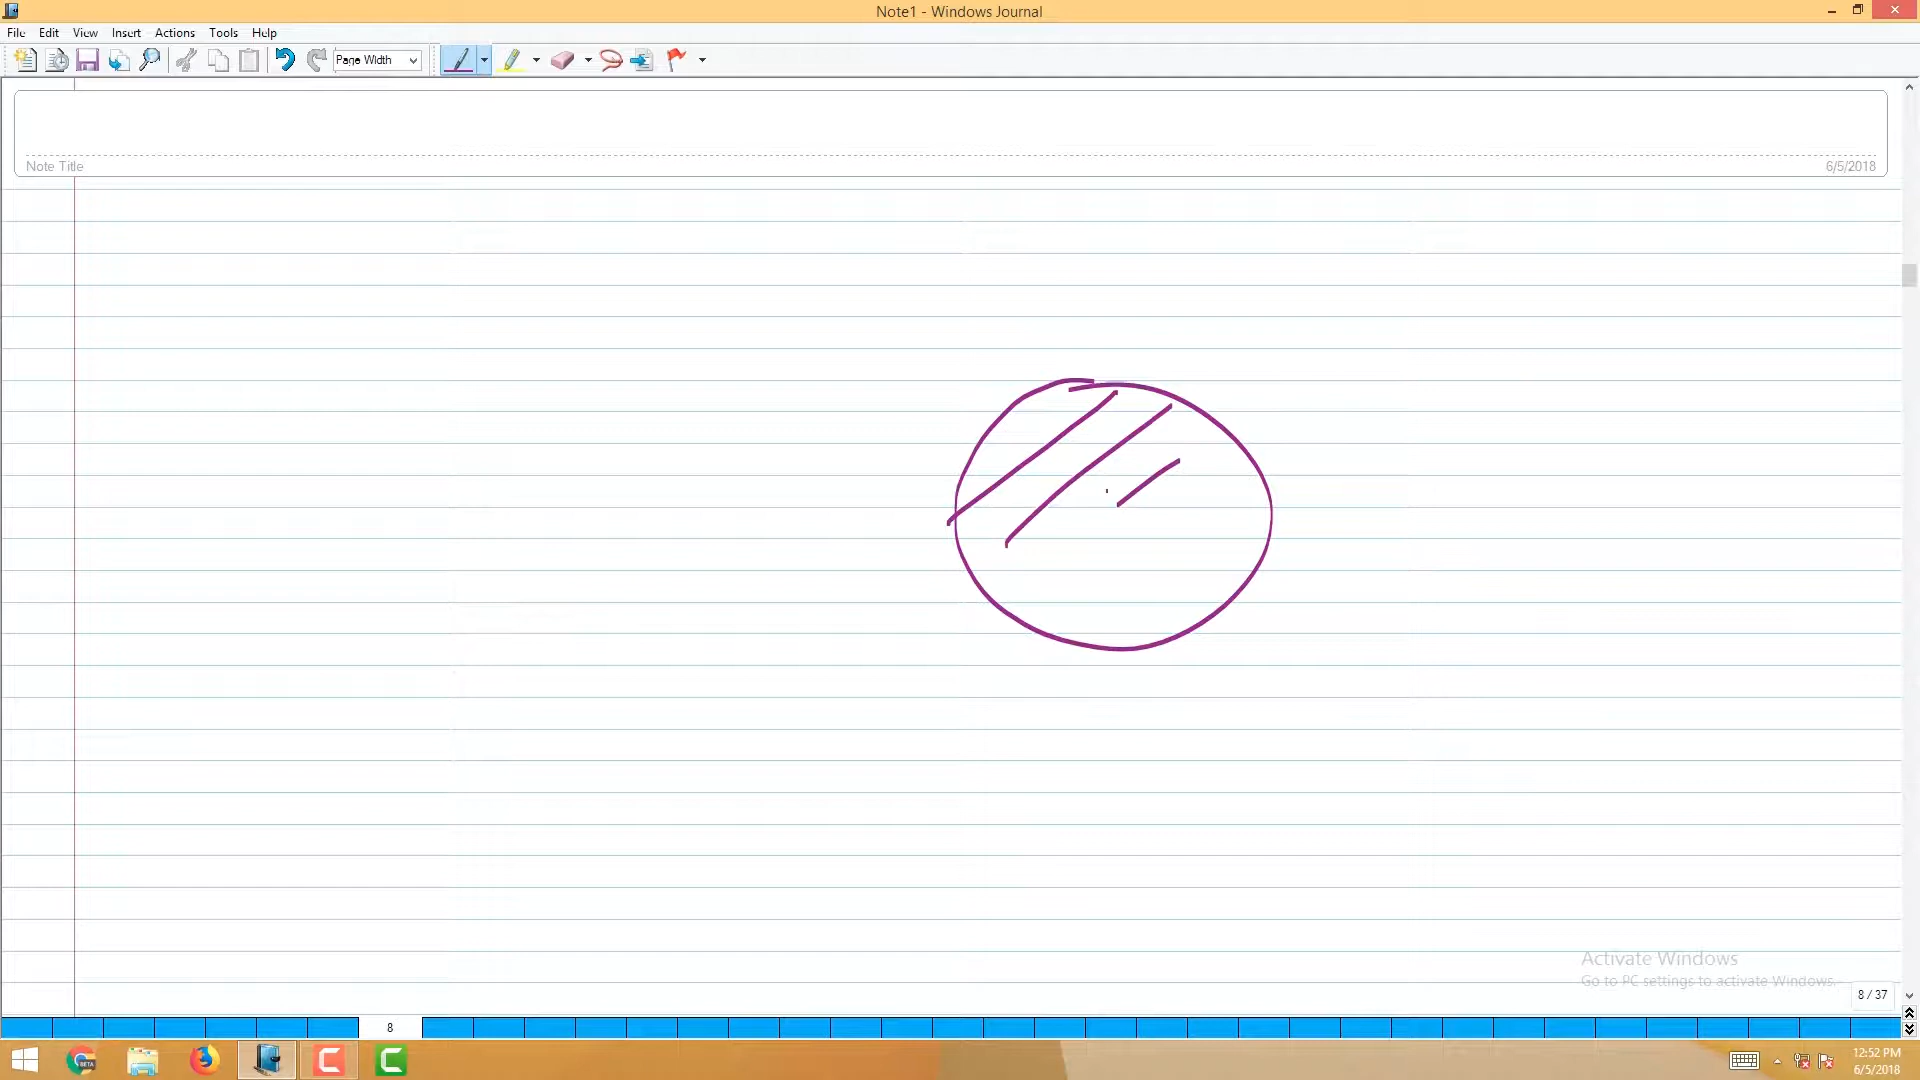 Note1 - Windows Journal
File Edit View Insert Actions Tools Help
Page Width
Note Title
6/5/2018
Activate Windows
Go to PC settings to activate Windows.
8 / 37
8
BETA
12:52 PM
6/5/2018